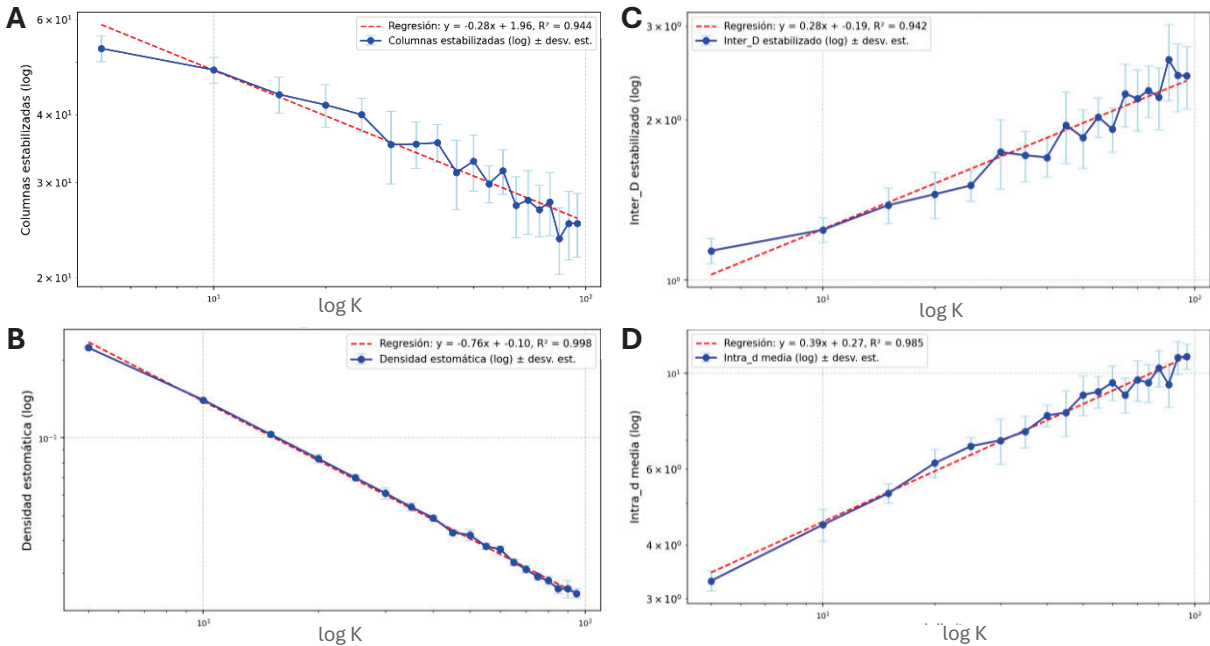 A
6 × 10¹
4 × 10¹
3 × 10¹
2 × 10¹
Columnas estabilizadas (log)
Regresión: y = -0.28x + 1.96, R² = 0.944
Columnas estabilizadas (log) ± desv. est.
10¹
10²
log K
B
10⁻¹
Densidad estomática (log)
Regresión: y = -0.76x + -0.10, R² = 0.998
Densidad estomática (log) ± desv. est.
10¹
10²
log K
C
3 × 10⁰
2 × 10⁰
10⁰
Inter_D estabilizado (log)
Regresión: y = 0.28x + -0.19, R² = 0.942
Inter_D estabilizado (log) ± desv. est.
10¹
10²
log K
D
10¹
6 × 10⁰
4 × 10⁰
3 × 10⁰
Intra_d media (log)
Regresión: y = 0.39x + 0.27, R² = 0.985
Intra_d media (log) ± desv. est.
10¹
10²
log K